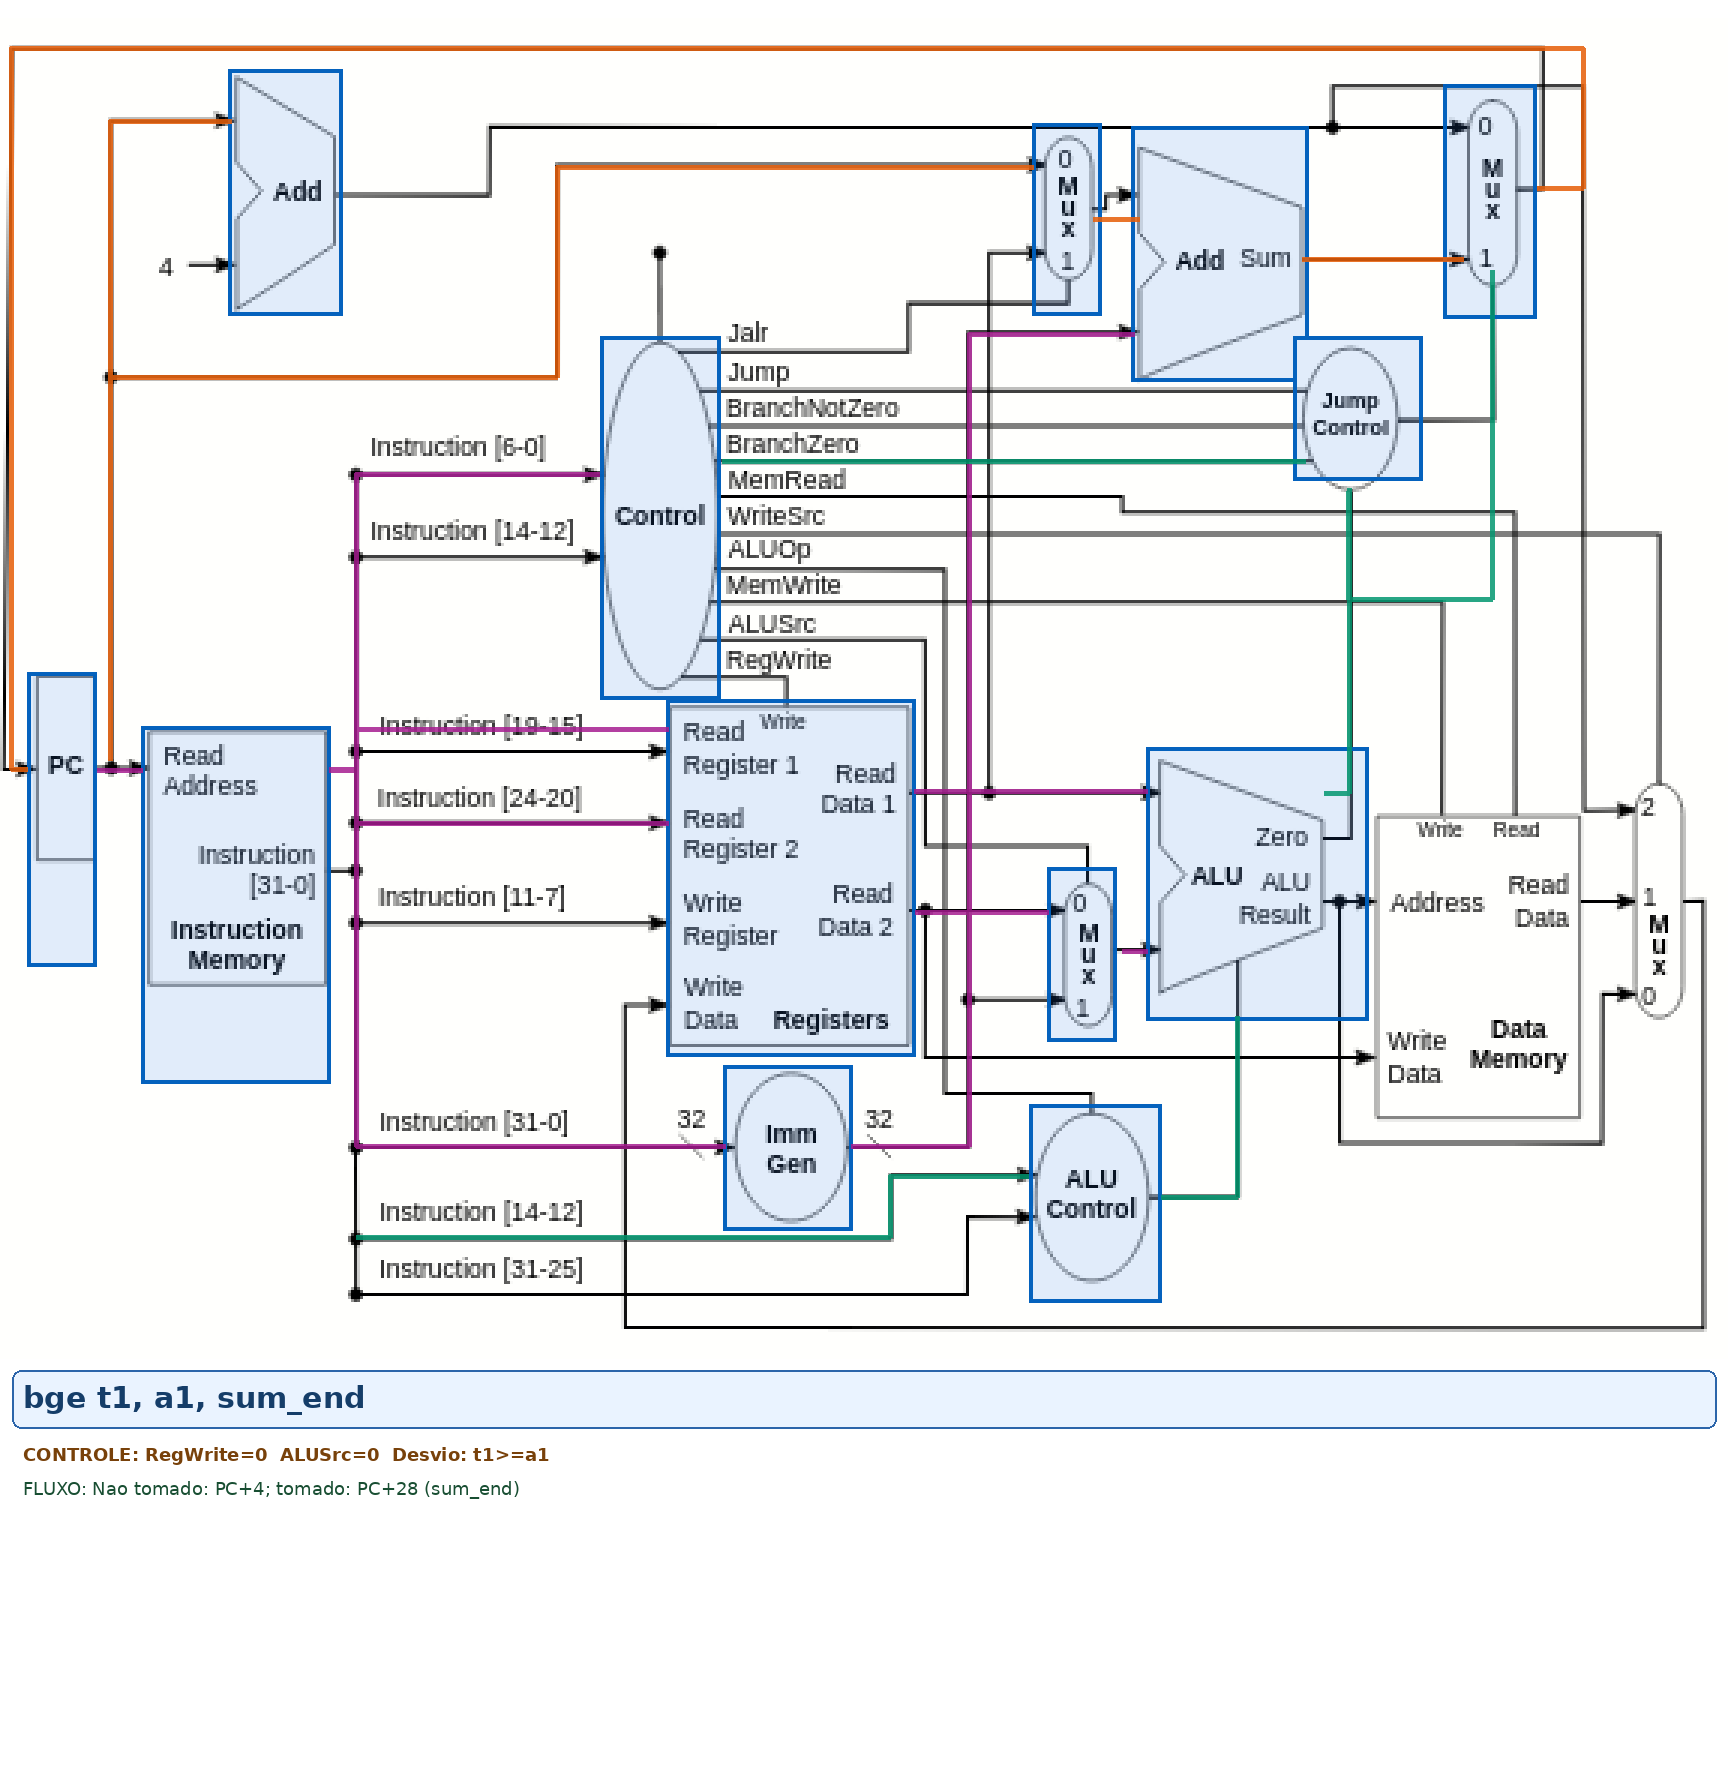 Add
4
0
M
u
x
1
Add Sum
0
M
u
x
1
Jalr
Jump
BranchNotZero
BranchZero
MemRead
WriteSrc
ALUOp
MemWrite
ALUSrc
RegWrite
Jump
Control
Instruction [6-0]
Instruction [14-12]
Control
PC
Read
Address
Instruction
[31-0]
Instruction
Memory
Instruction [19-15]
Instruction [24-20]
Instruction [11-7]
Write
Read
Register 1
Read
Data 1
Read
Register 2
Write
Register
Read
Data 2
Write
Data
Registers
0
M
u
x
1
Zero
ALU
ALU
Result
Write Read
Address
Read
Data
Write
Data
Data
Memory
2
1
M
u
x
0
Instruction [31-0]
32
Imm
Gen
32
ALU
Control
Instruction [14-12]
Instruction [31-25]
bge t1, a1, sum_end
CONTROLE: RegWrite=0 ALUSrc=0 Desvio: t1>=a1
FLUXO: Nao tomado: PC+4; tomado: PC+28 (sum_end)